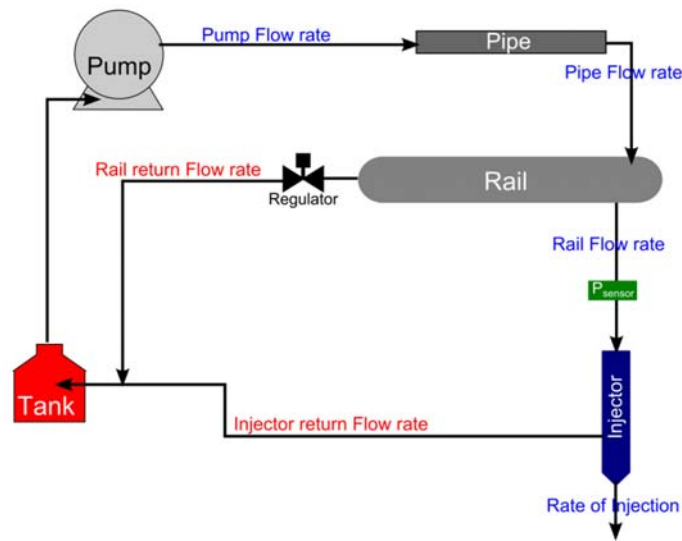 Pump Flow rate
Pipe
Pump
Pipe Flow rate
Rail return Flow rate
Rail
Regulator
Rail Flow rate
Psensor
Injector
Tank
Injector return Flow rate
Rate of Injection